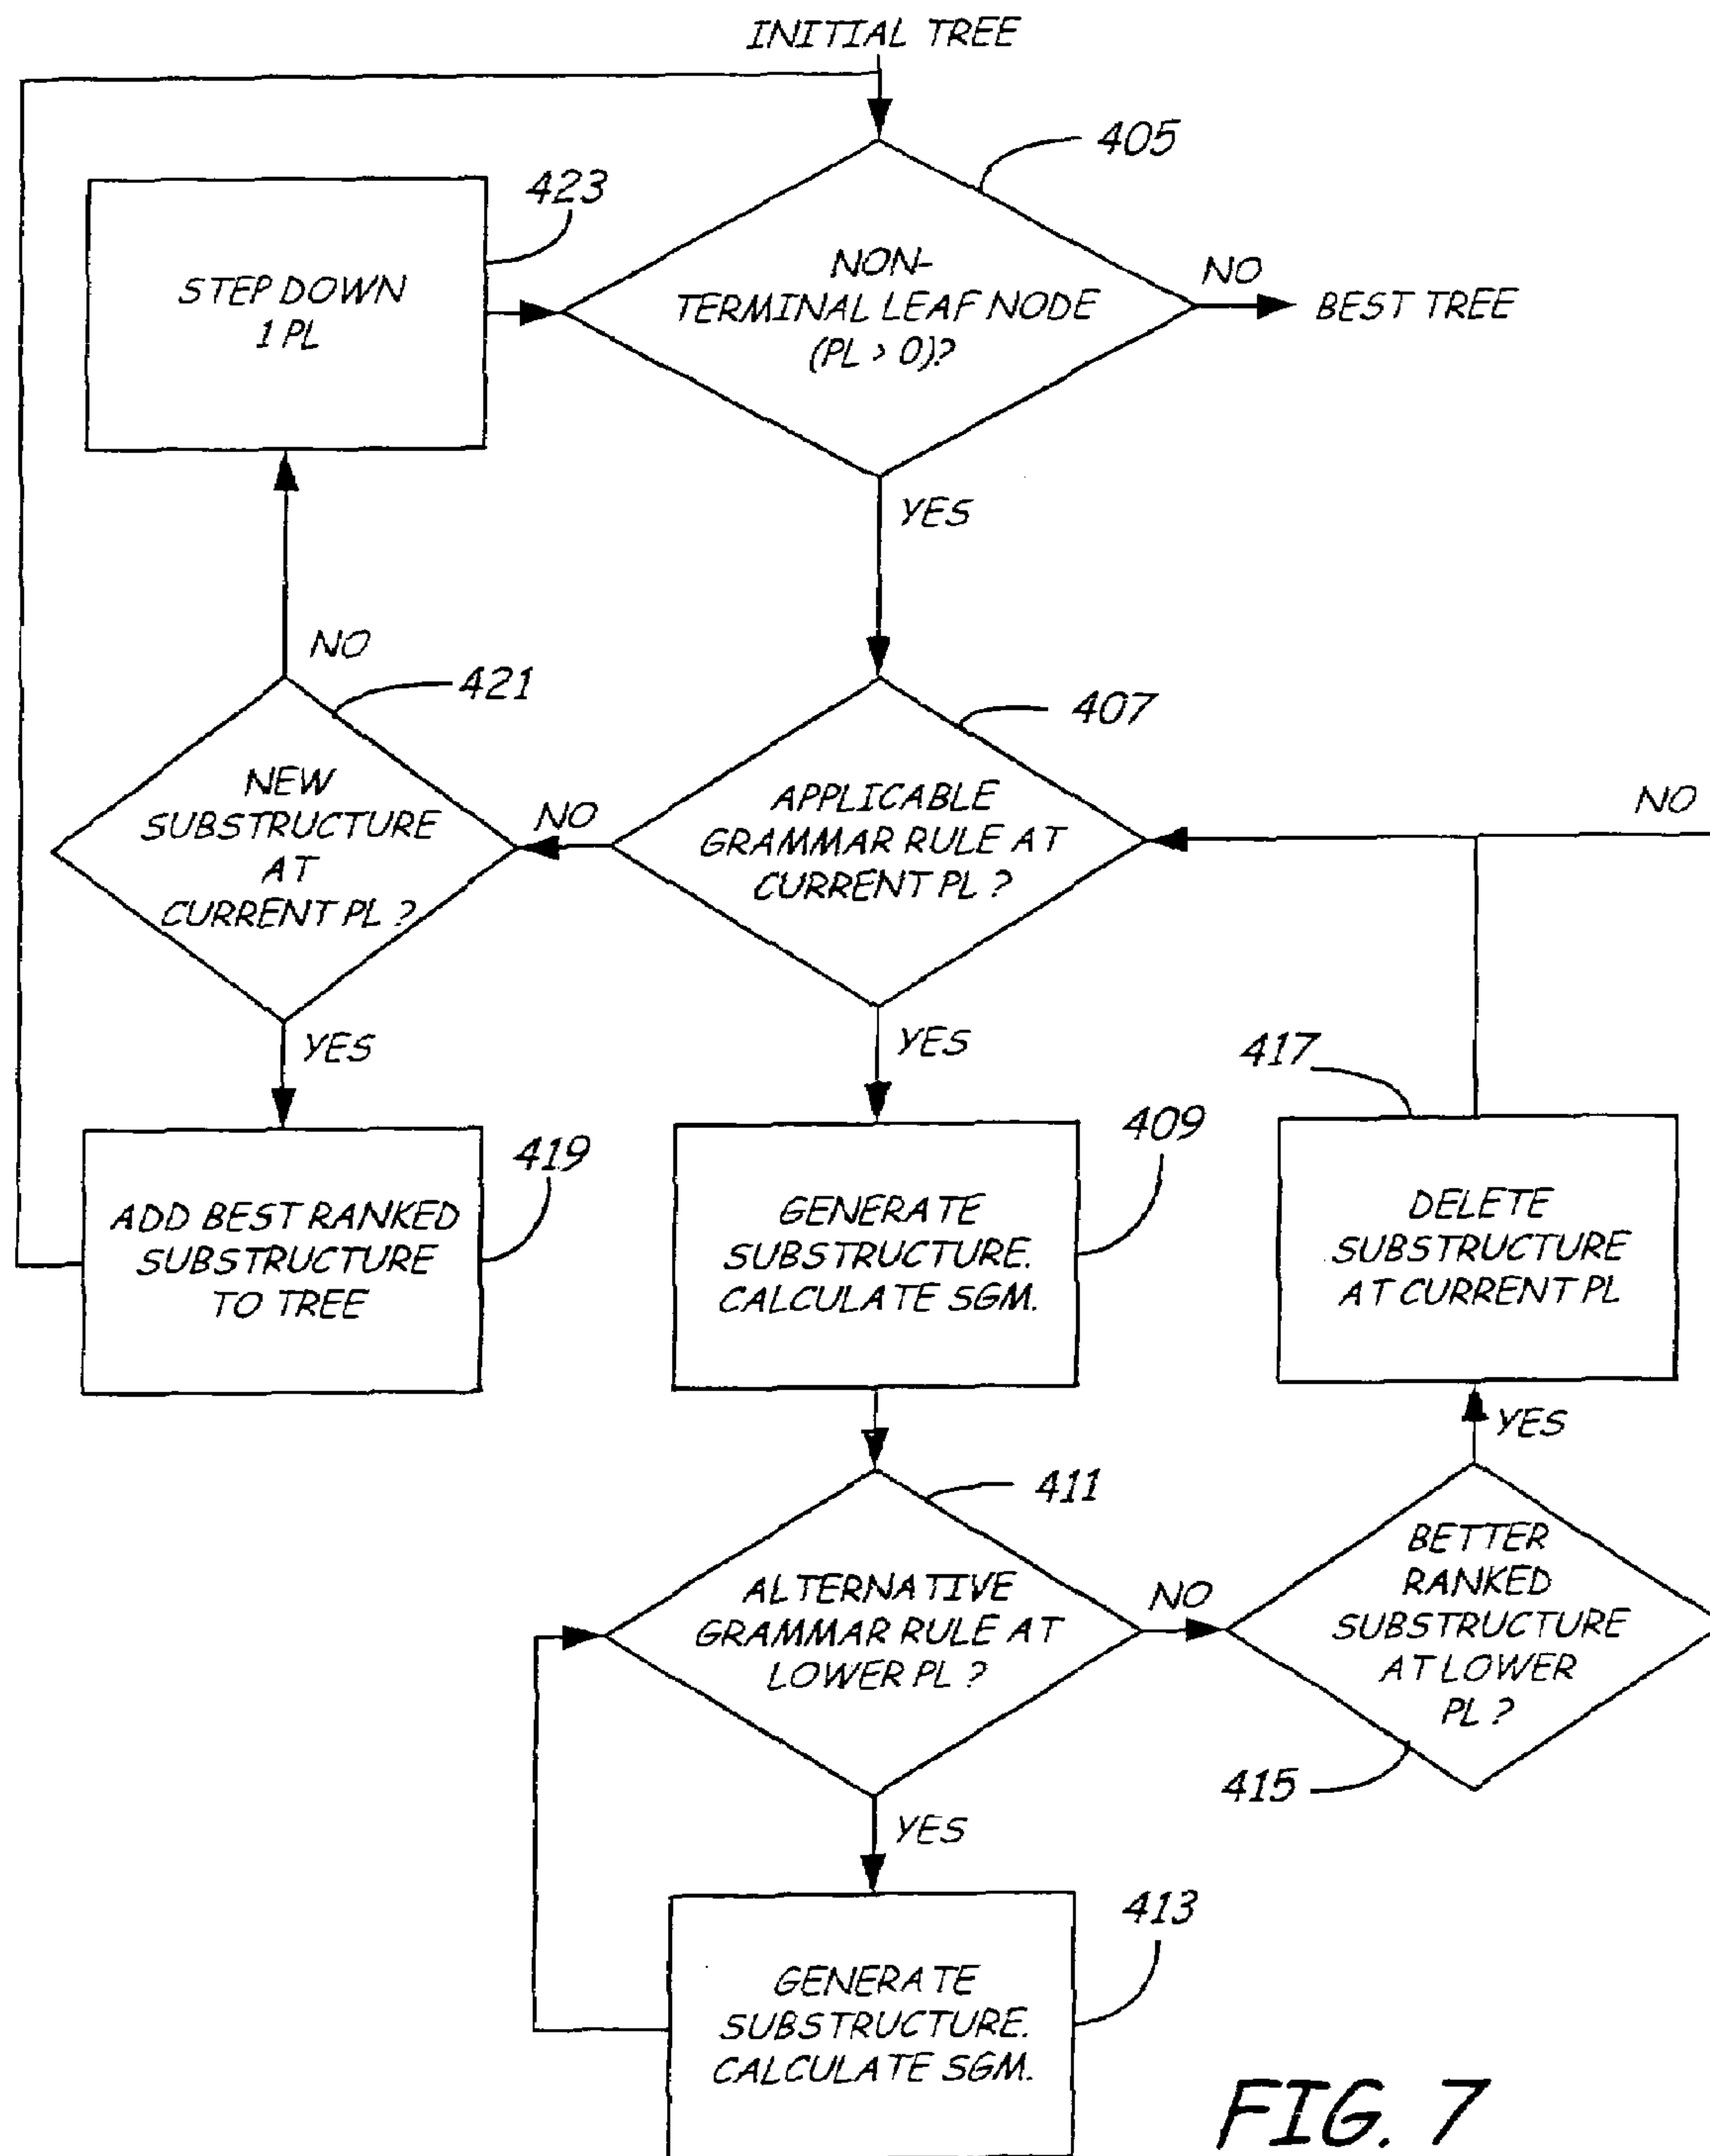 INITIAL TREE
405
423
NON-
TERMINAL LEAF NODE
(PL > 0)?
NO
BEST TREE
STEP DOWN
1 PL
YES
NO
421
407
NEW
SUBSTRUCTURE
AT
CURRENT PL ?
NO
APPLICABLE
GRAMMAR RULE AT
CURRENT PL ?
NO
YES
YES
417
419
409
ADD BEST RANKED
SUBSTRUCTURE
TO TREE
GENERATE
SUBSTRUCTURE.
CALCULATE SGM.
DELETE
SUBSTRUCTURE
AT CURRENT PL
YES
411
ALTERNATIVE
GRAMMAR RULE AT
LOWER PL ?
NO
BETTER
RANKED
SUBSTRUCTURE
AT LOWER
PL ?
415
YES
413
GENERATE
SUBSTRUCTURE.
CALCULATE SGM.
FIG. 7